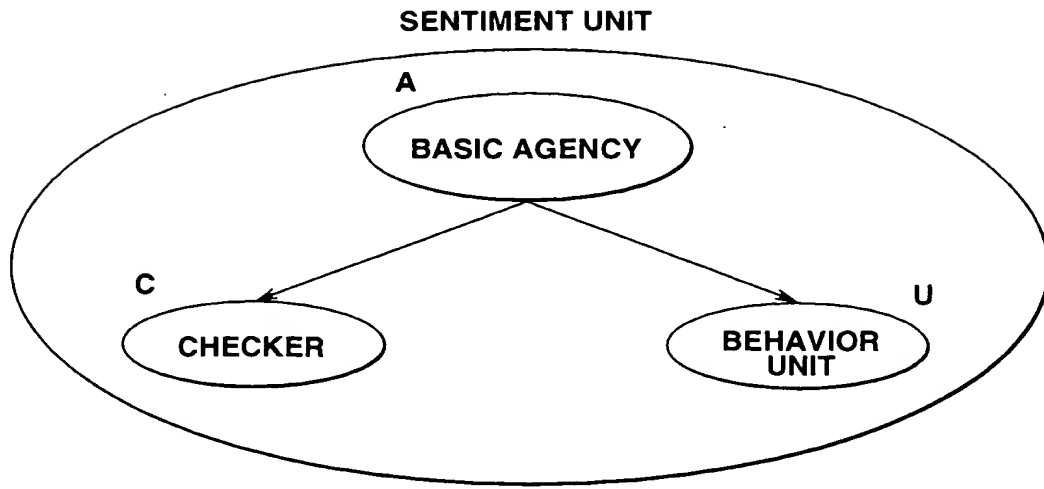 SENTIMENT UNIT
A
BASIC AGENCY
C
CHECKER
U
BEHAVIOR
UNIT